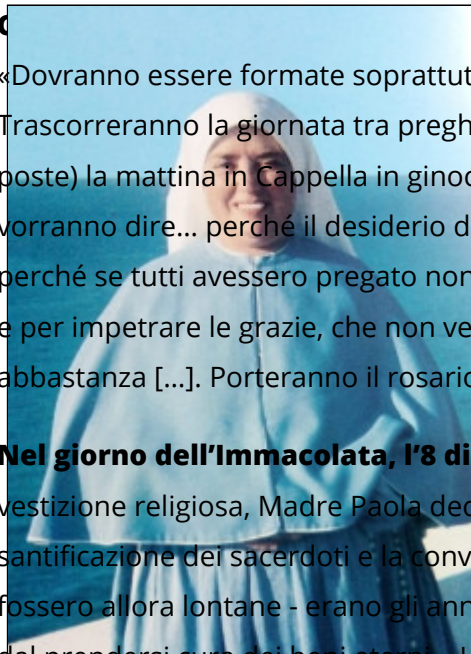 «Dovranno essere formate soprattut
Trascorreranno la giornata tra pregh
poste) la mattina in Cappella in ginoc
vorranno dire... perché il desiderio d
perché se tutti avessero pregato non
e per impetrare le grazie, che non ve
abbastanza [...]. Porteranno il rosario
Nel giorno dell'Immacolata, l'8 di
vestizione religiosa, Madre Paola dec
santificazione dei sacerdoti e la conv
fossero allora lontane - erano gli ann